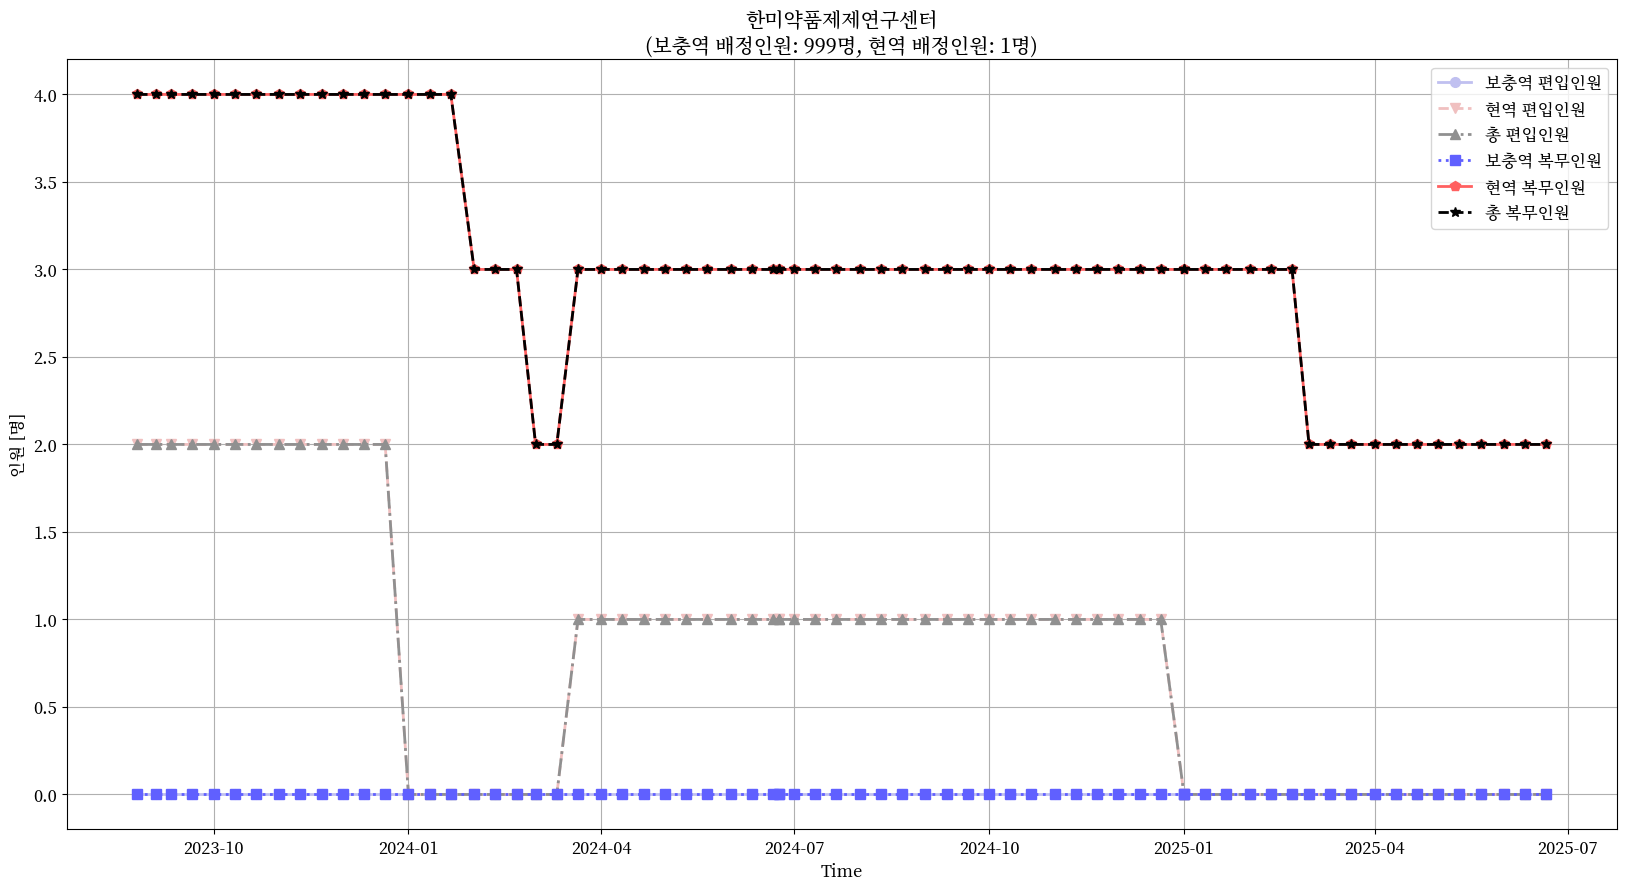 한미약품제제연구센터
(보충역 배정인원: 999명, 현역 배정인원: 1명)
보충역 편입인원
현역 편입인원
총 편입인원
보충역 복무인원
현역 복무인원
총 복무인원
인원 [명]
4.0
3.5
3.0
2.5
2.0
1.5
1.0
0.5
0.0
2023-10
2024-01
2024-04
2024-07
2024-10
2025-01
2025-04
2025-07
Time